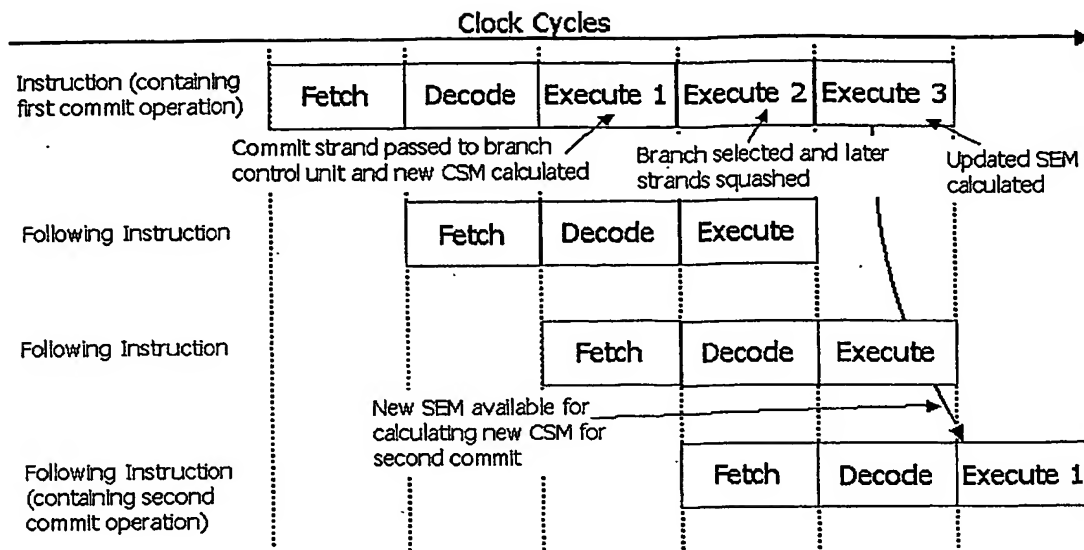 Clock Cycles
Instruction (containing
first commit operation)
Fetch
Decode
Execute 1
Execute 2
Execute 3
Commit strand passed to branch
control unit and new CSM calculated
Branch selected and later
strands squashed
Updated SEM
calculated
Following Instruction
Fetch
Decode
Execute
Following Instruction
Fetch
Decode
Execute
New SEM available for
calculating new CSM for
second commit
Following Instruction
(containing second
commit operation)
Fetch
Decode
Execute 1